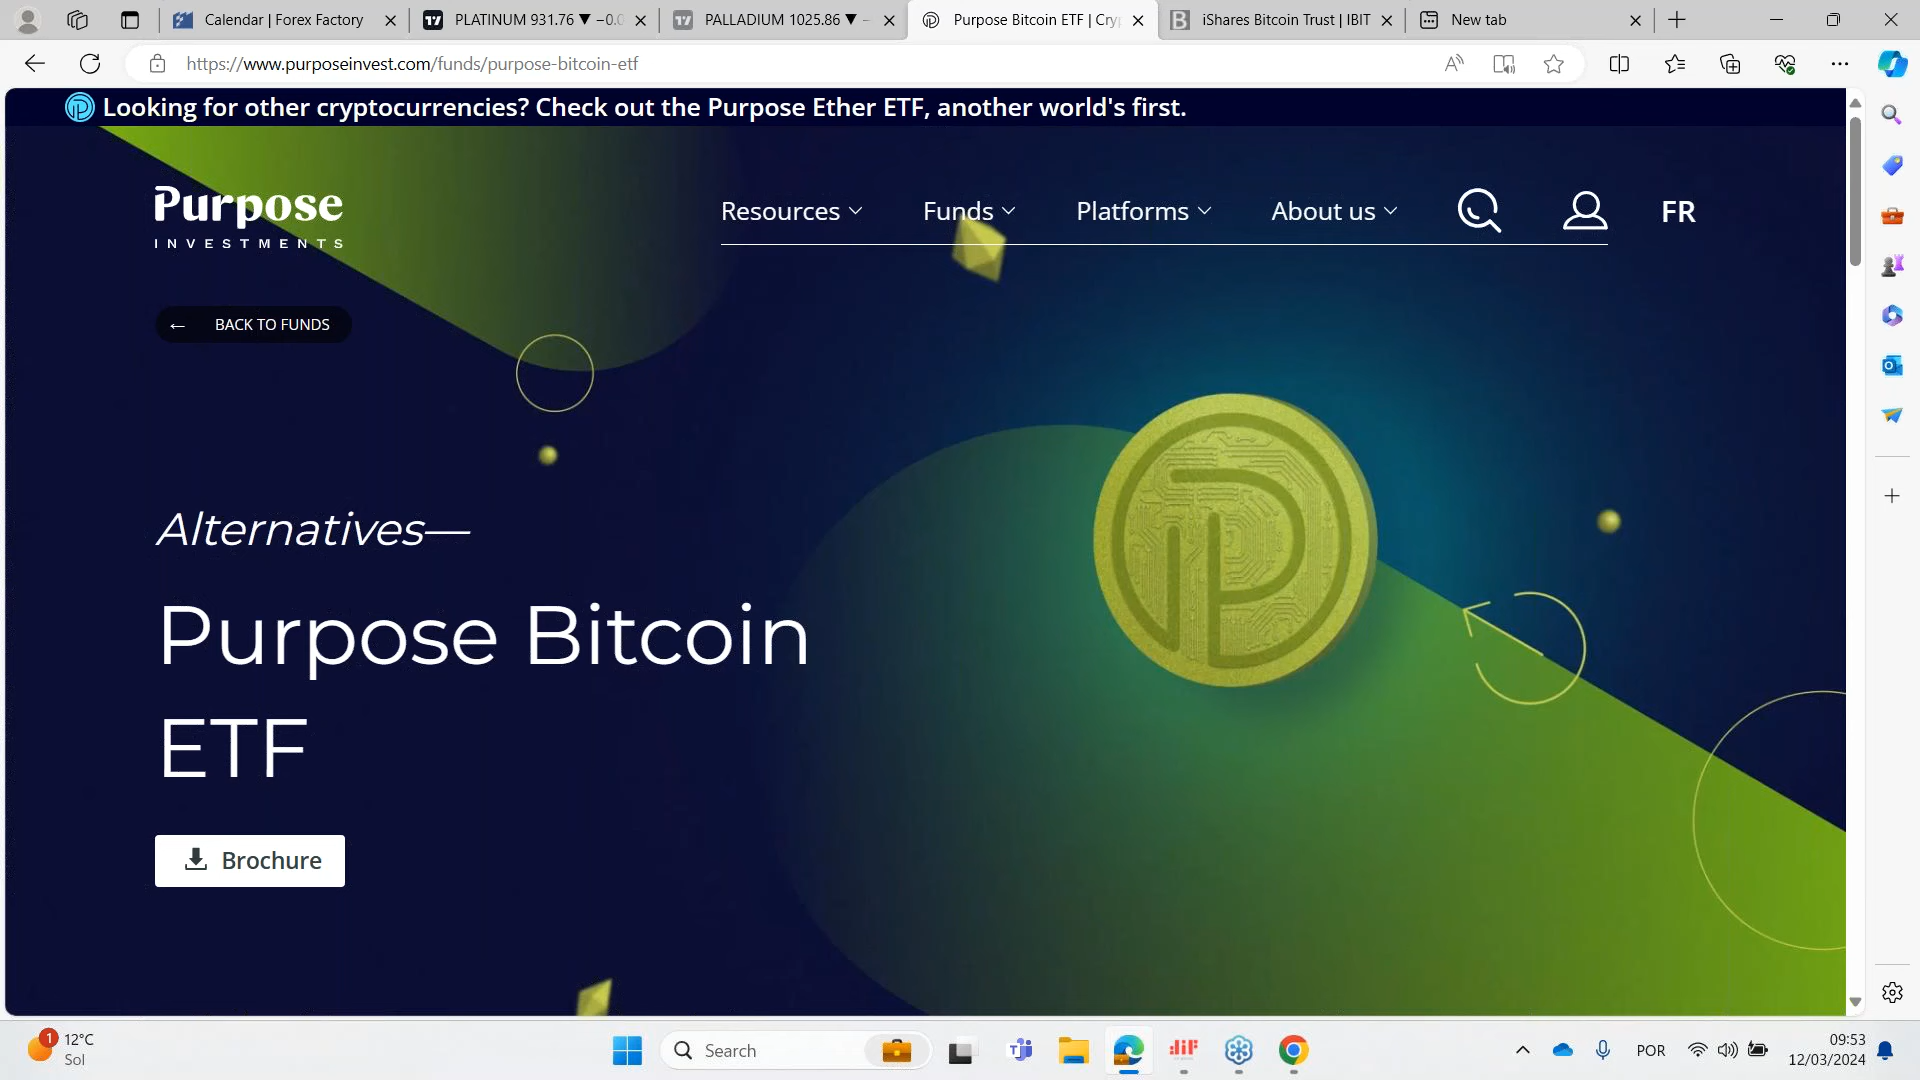 Calendar | Forex Factory
PLATINUM 931.76 ▼ −0.0
PALLADIUM 1025.86 ▼ −
Purpose Bitcoin ETF | Cryp
iShares Bitcoin Trust | IBIT
New tab
https://www.purposeinvest.com/funds/purpose-bitcoin-etf
Looking for other cryptocurrencies? Check out the Purpose Ether ETF, another world's first.
Purpose
INVESTMENTS
Resources
Funds
Platforms
About us
FR
← BACK TO FUNDS
Alternatives—
Purpose Bitcoin
ETF
Brochure
1
12°C
Sol
Search
POR
09:53
12/03/2024